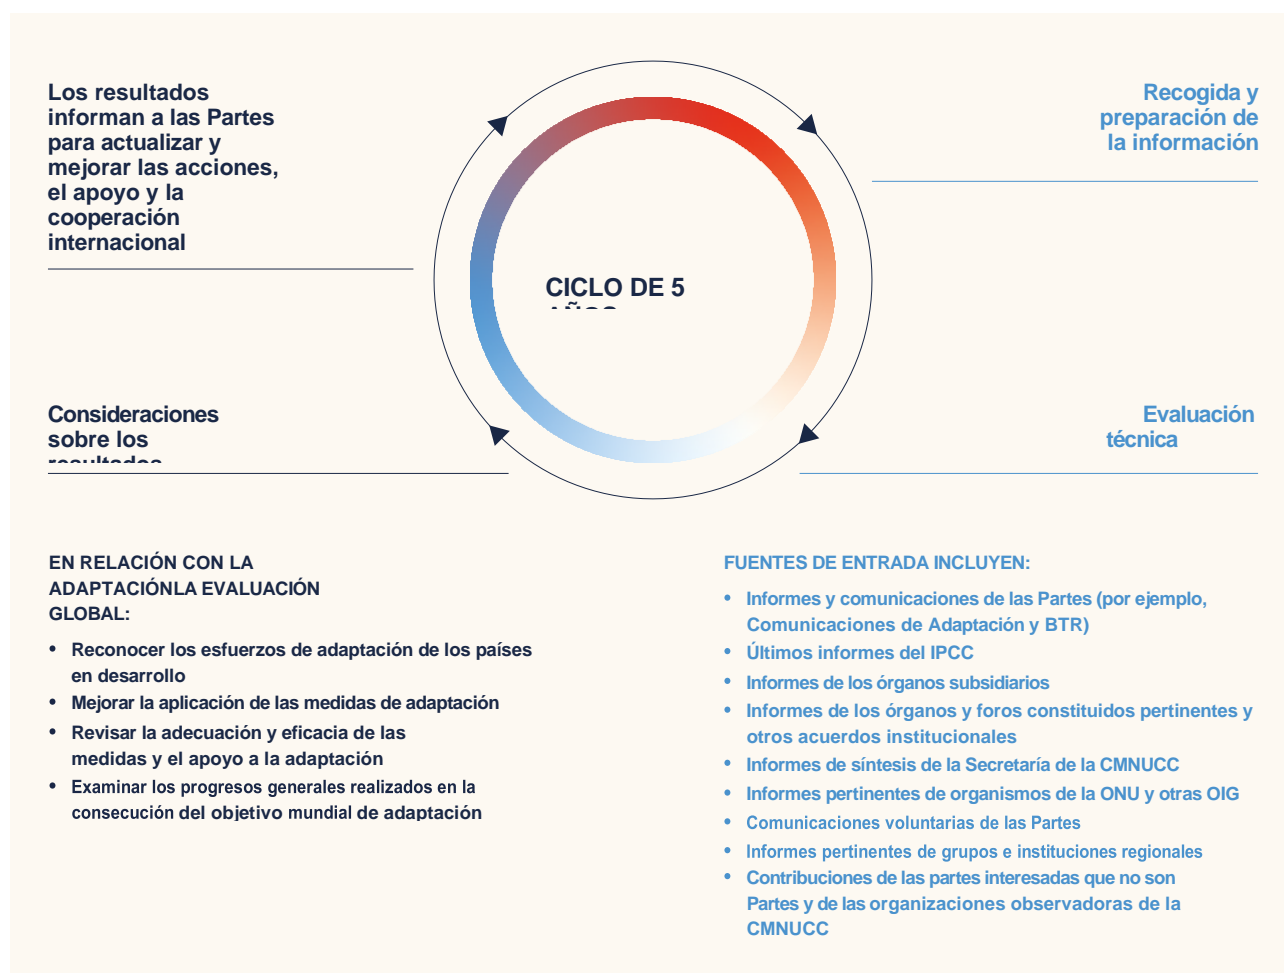 Los resultados
informan a las Partes
para actualizar y
mejorar las acciones,
el apoyo y la
cooperación
internacional
Recogida y
preparación de
la información
CICLO DE 5
AÑOS
Consideraciones
sobre los
resultados
Evaluación
técnica
EN RELACIÓN CON LA
ADAPTACIÓNLA EVALUACIÓN
GLOBAL:
• Reconocer los esfuerzos de adaptación de los países
en desarrollo
• Mejorar la aplicación de las medidas de adaptación
• Revisar la adecuación y eficacia de las
medidas y el apoyo a la adaptación
• Examinar los progresos generales realizados en la
consecución del objetivo mundial de adaptación
FUENTES DE ENTRADA INCLUYEN:
• Informes y comunicaciones de las Partes (por ejemplo,
Comunicaciones de Adaptación y BTR)
• Últimos informes del IPCC
• Informes de los órganos subsidiarios
• Informes de los órganos y foros constituidos pertinentes y
otros acuerdos institucionales
• Informes de síntesis de la Secretaría de la CMNUCC
• Informes pertinentes de organismos de la ONU y otras OIG
• Comunicaciones voluntarias de las Partes
• Informes pertinentes de grupos e instituciones regionales
• Contribuciones de las partes interesadas que no son
Partes y de las organizaciones observadoras de la
CMNUCC